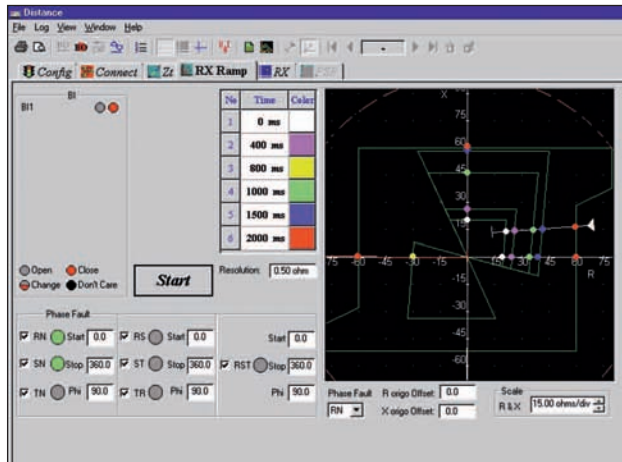 Distance
File Log View Window Help
Config Connect Zt RX Ramp RX
BI
BI1
Open Close
Change Don't Care
No Time Color
1 0 ms
2 400 ms
3 800 ms
4 1000 ms
5 1500 ms
6 2000 ms
Start
Resolution: 0.50 ohm
X
90
75
60
45
30
15
75 60 45 30 15 15 30 45 60 75
R
-15
-30
-45
-60
Phase Fault
RN Start 0.0 RS Start 0.0 Start 0.0
SN Stop 360.0 ST Stop 360.0 RST Stop 360.0
TN Phi 90.0 TR Phi 90.0 Phi 90.0
Phase Fault R origo Offset: 0.0
RN X origo Offset: 0.0
Scale
R & X 15.00 ohms/div